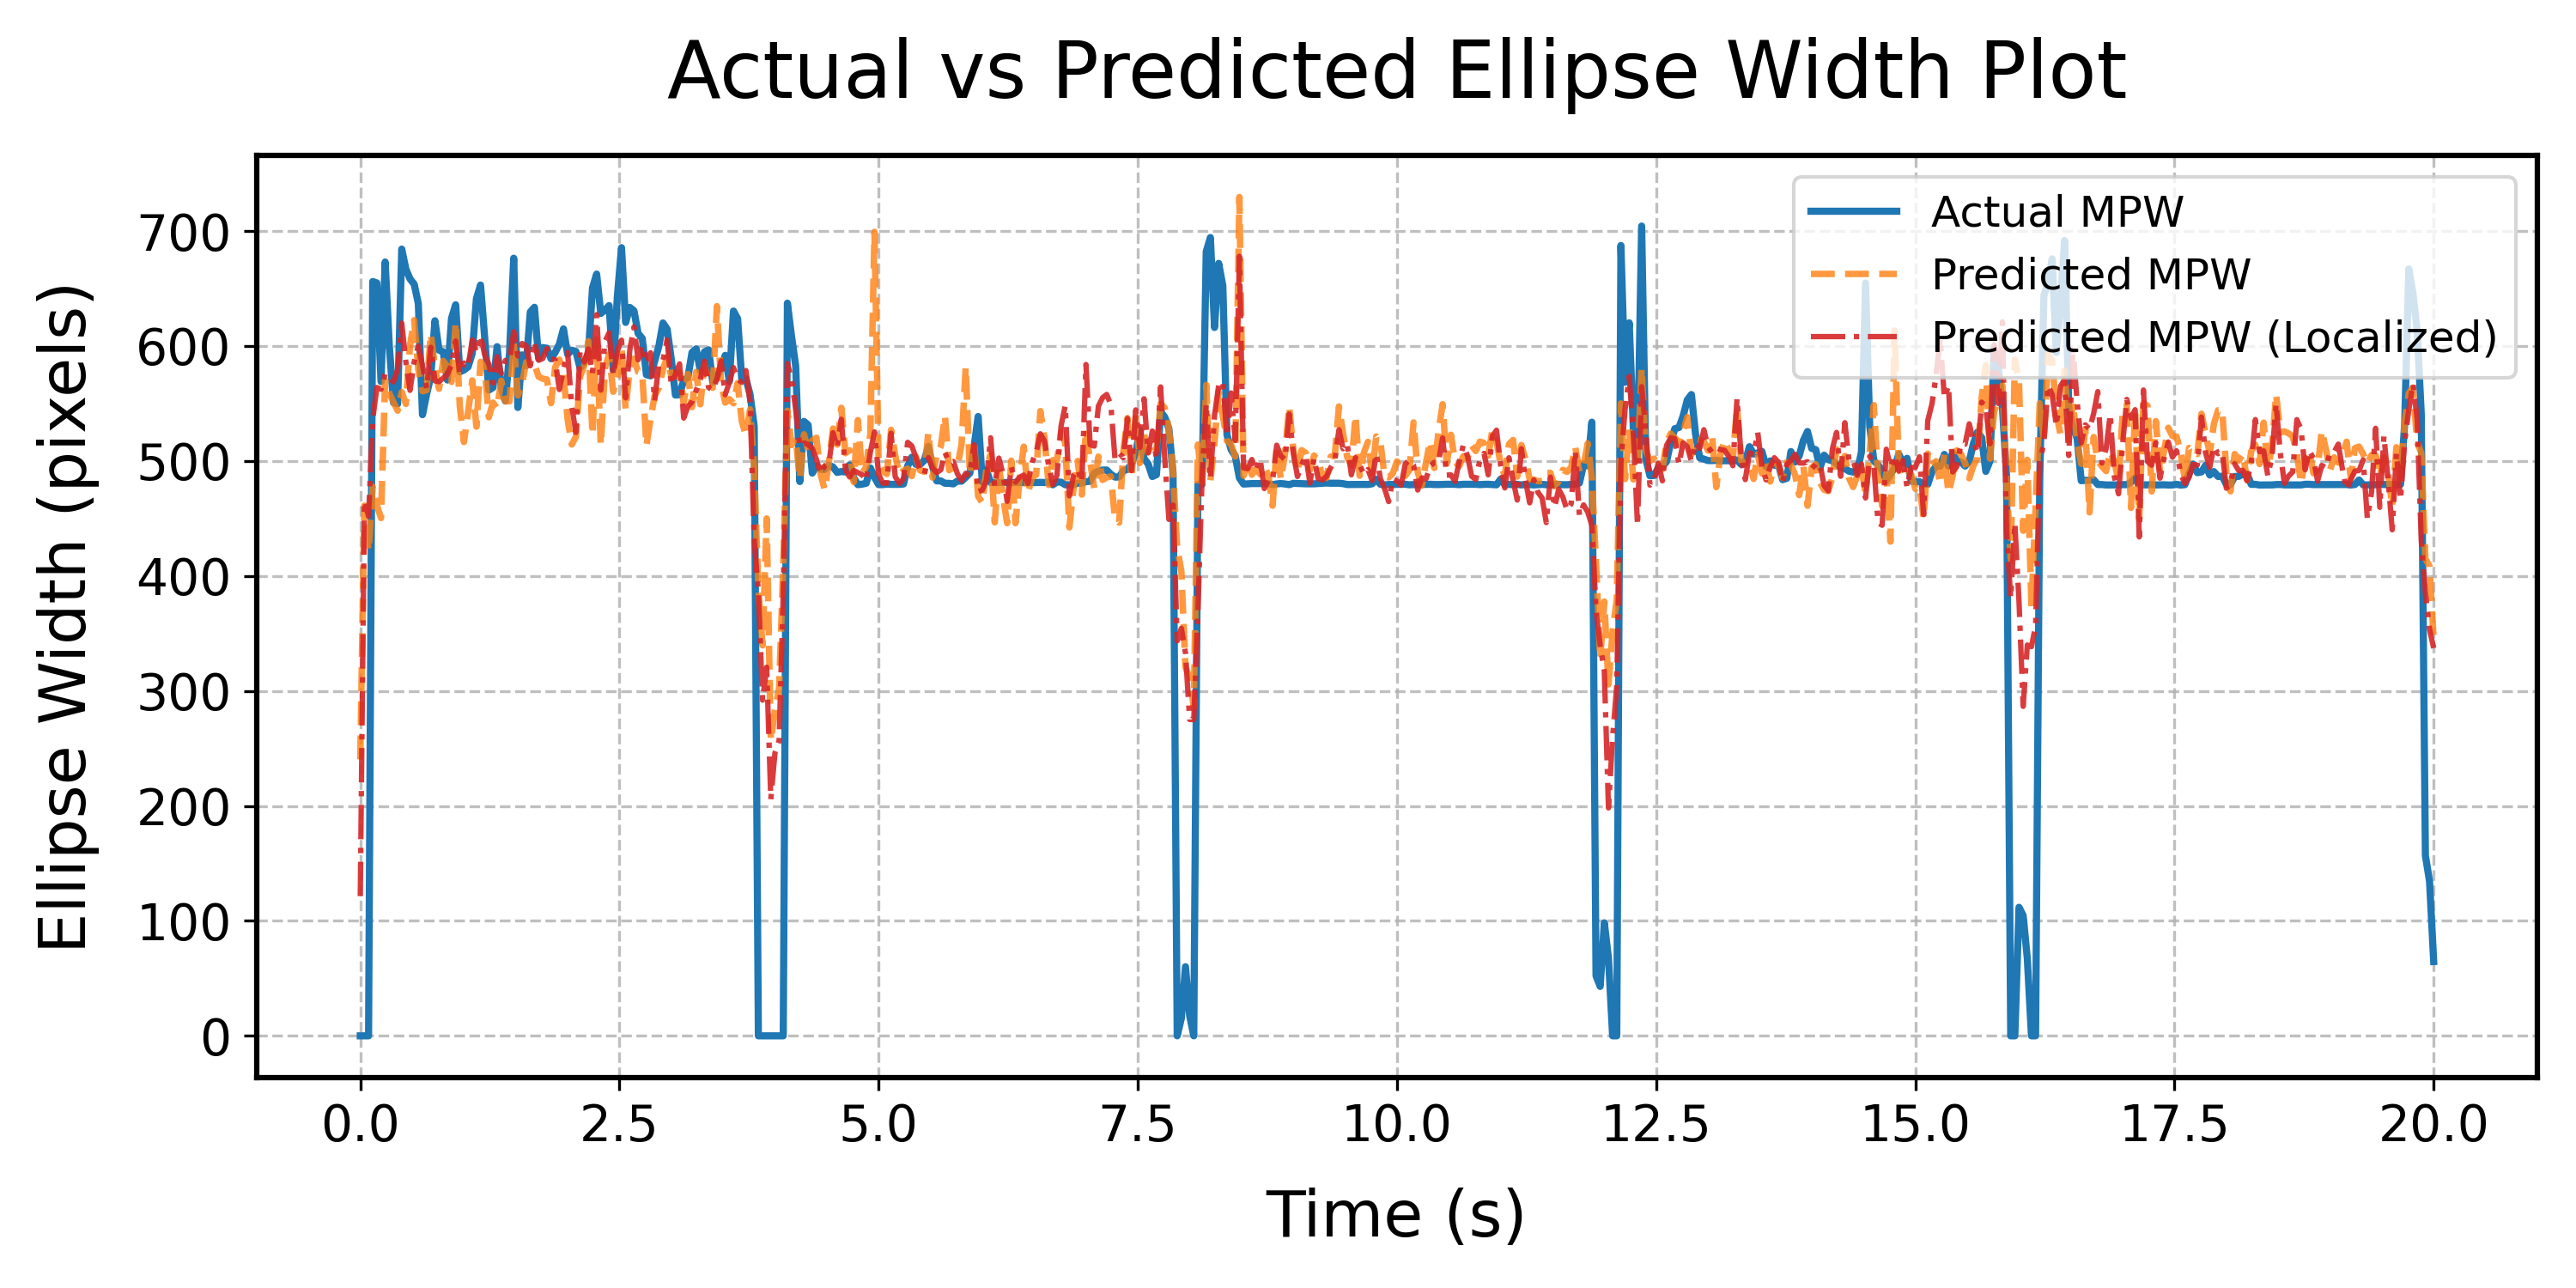 Actual vs Predicted Ellipse Width Plot
Actual MPW
Predicted MPW
Predicted MPW (Localized)
Ellipse Width (pixels)
700
600
500
400
300
200
100
0
0.0 2.5 5.0 7.5 10.0 12.5 15.0 17.5 20.0
Time (s)